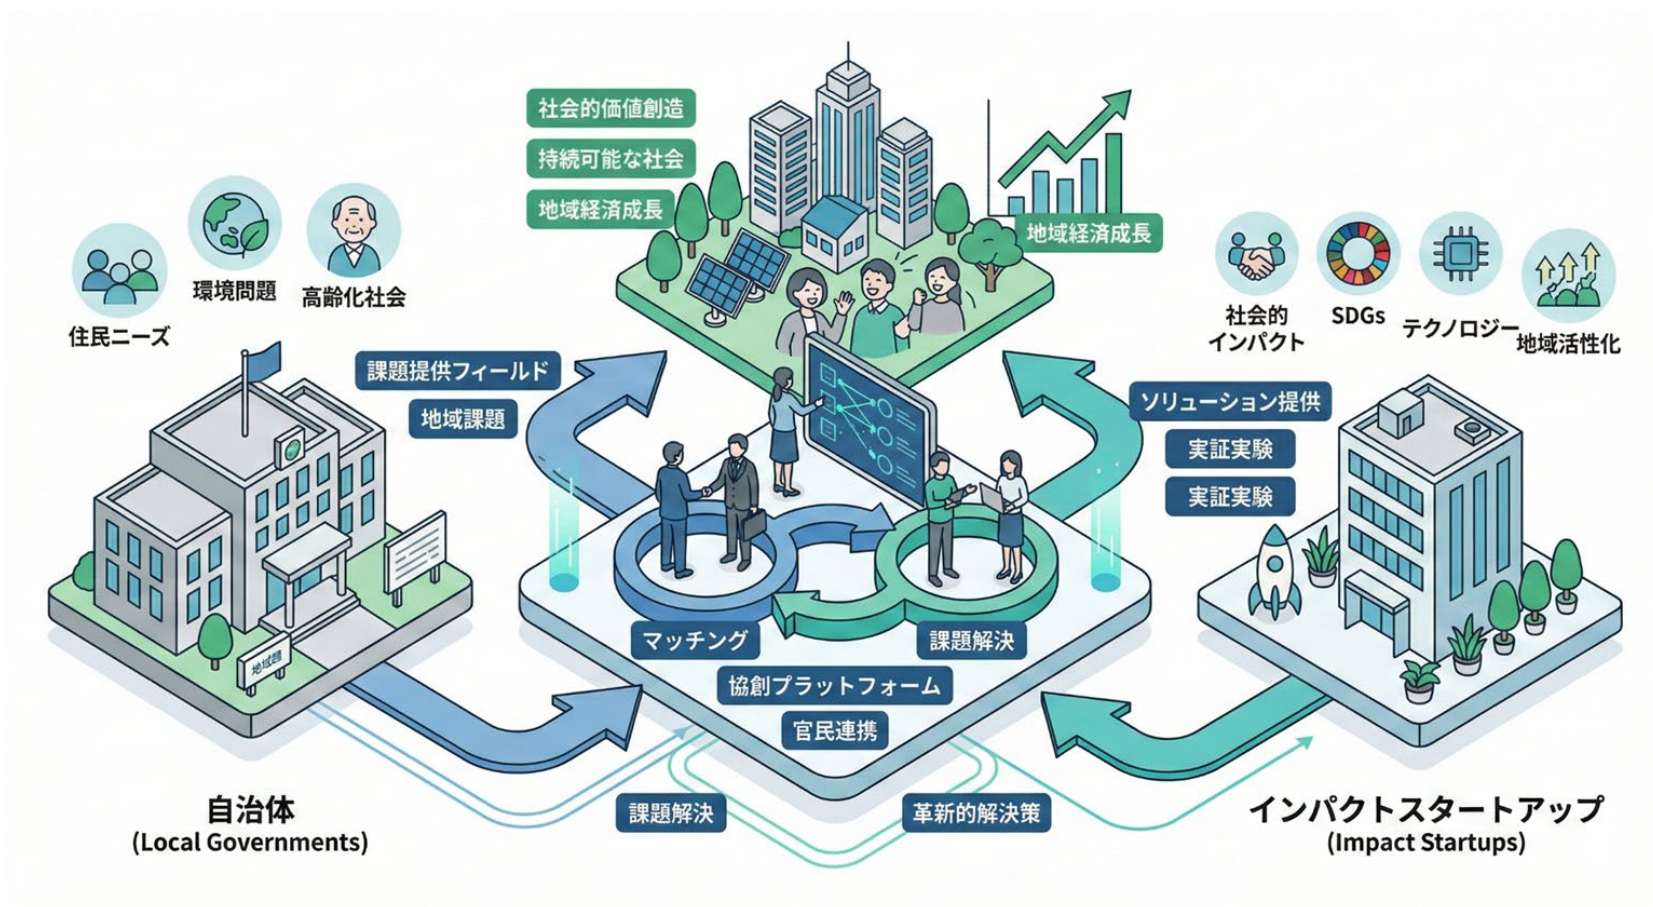 社会的価値創造
持続可能な社会
地域経済成長
地域経済成長
住民ニーズ
環境問題
高齢化社会
社会的
インパクト
SDGs
テクノロジー
地域活性化
課題提供フィールド
地域課題
ソリューション提供
実証実験
実証実験
地域題
マッチング
課題解決
協創プラットフォーム
官民連携
課題解決
革新的解決策
自治体
(Local Governments)
インパクトスタートアップ
(Impact Startups)